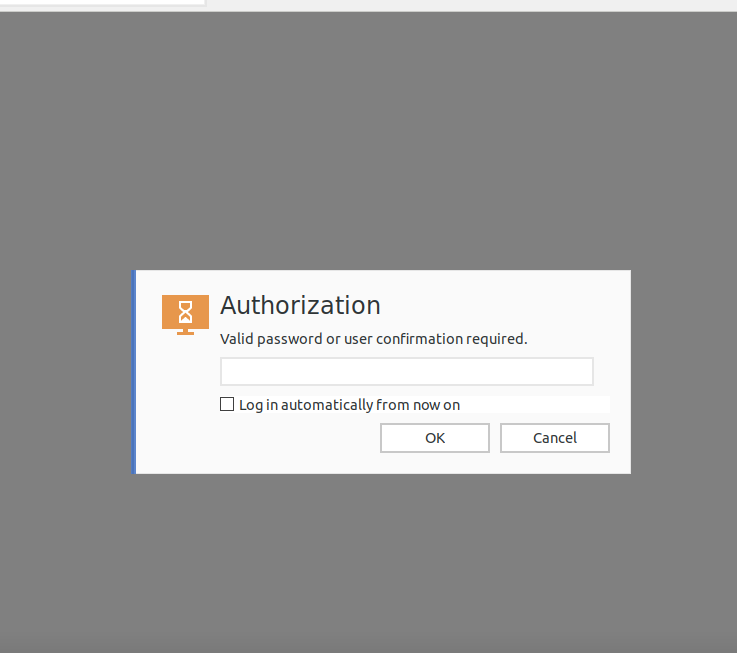 Authorization
Valid password or user confirmation required.
Log in automatically from now on
OK
Cancel